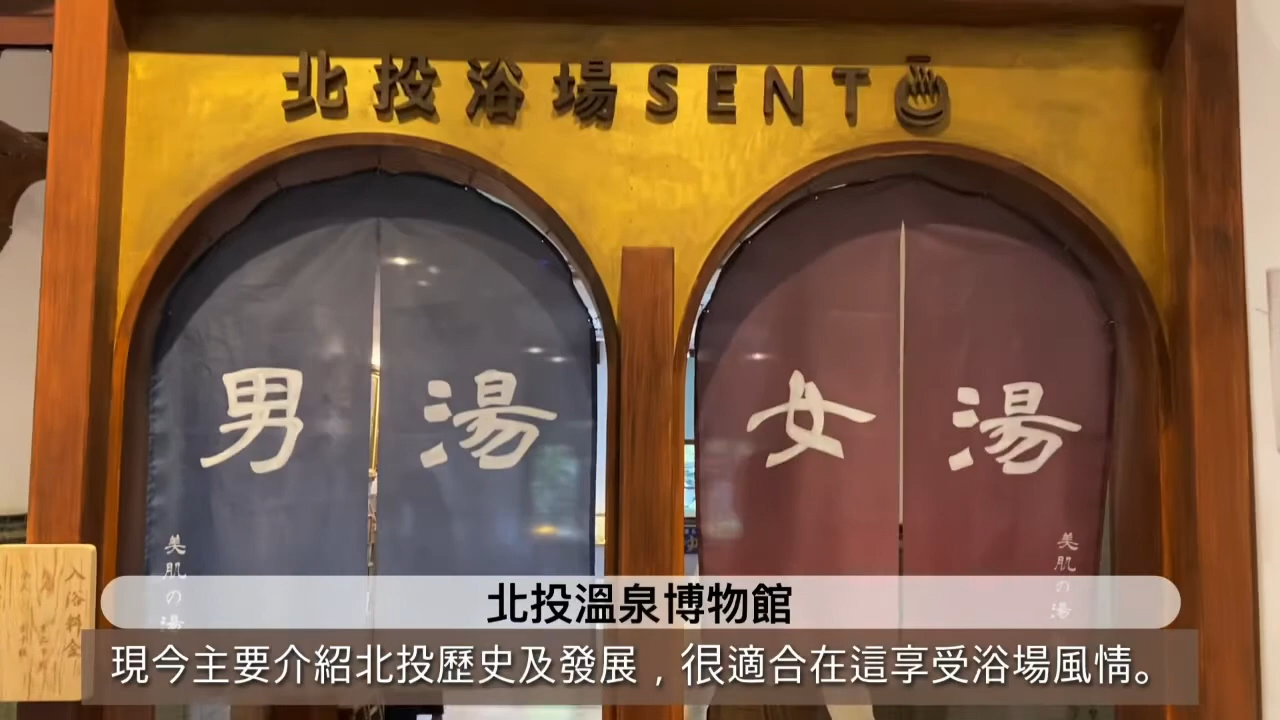 北投浴場SENT
男湯
女湯
美肌の湯
美肌の湯
入浴料金
ゆ
北投溫泉博物館
現今主要介紹北投歷史及發展，很適合在這享受浴場風情。